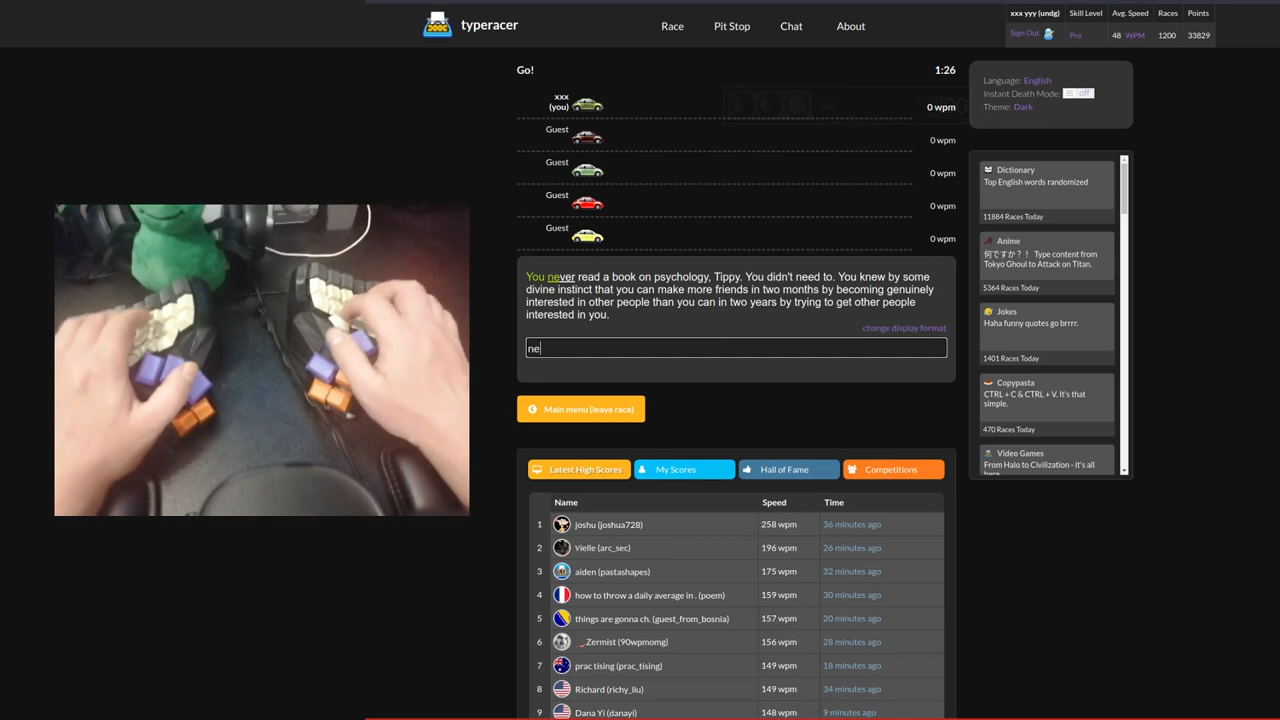 typeracer
Race
Pit Stop
Chat
About
xxx yyy (undg)
Skill Level
Avg. Speed
Races
Points
Sign Out
Pro
48 WPM
1200
33829
Go!
1:26
xxx
(you)
0 wpm
Guest
0 wpm
Guest
0 wpm
Guest
0 wpm
Guest
0 wpm
You never read a book on psychology, Tippy. You didn't need to. You knew by some
divine instinct that you can make more friends in two months by becoming genuinely
interested in other people than you can in two years by trying to get other people
interested in you.
change display format
ne
Main menu (leave race)
Language: English
Instant Death Mode: off
Theme: Dark
Dictionary
Top English words randomized
11884 Races Today
Anime
何ですか？！ Type content from
Tokyo Ghoul to Attack on Titan.
5364 Races Today
Jokes
Haha funny quotes go brrrr.
1401 Races Today
Copypasta
CTRL + C & CTRL + V. It's that
simple.
470 Races Today
Video Games
From Halo to Civilization - it's all
here
Latest High Scores
My Scores
Hall of Fame
Competitions
Name Speed Time
1 joshu (joshua728) 258 wpm 36 minutes ago
2 Vielle (arc_sec) 196 wpm 26 minutes ago
3 aiden (pastashapes) 175 wpm 32 minutes ago
4 how to throw a daily average in . (poem) 159 wpm 30 minutes ago
5 things are gonna ch. (guest_from_bosnia) 157 wpm 20 minutes ago
6 Zermist (90wpmomg) 156 wpm 28 minutes ago
7 prac tising (prac_tising) 149 wpm 18 minutes ago
8 Richard (richy_liu) 149 wpm 34 minutes ago
9 Dana Yi (danayi) 148 wpm 9 minutes ago